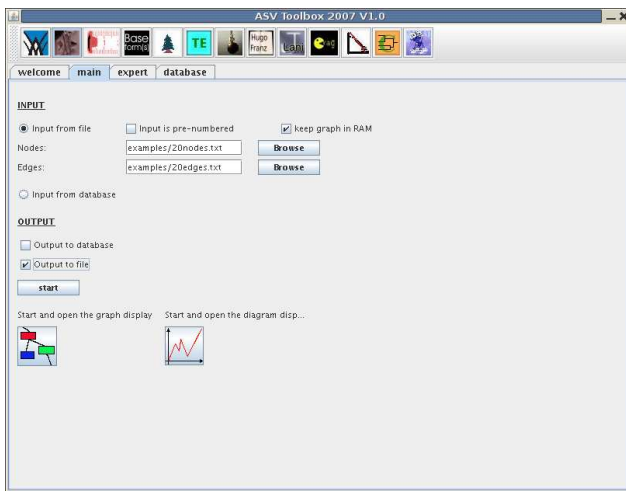 ASV Toolbox 2007 V1.0
Base
form(s)
TE
Hugo
Franz
welcome main expert database
INPUT
Input from file Input is pre-numbered keep graph in RAM
Nodes: examples/20nodes.txt Browse
Edges: examples/20edges.txt Browse
Input from database
OUTPUT
Output to database
Output to file
start
Start and open the graph display Start and open the diagram disp...